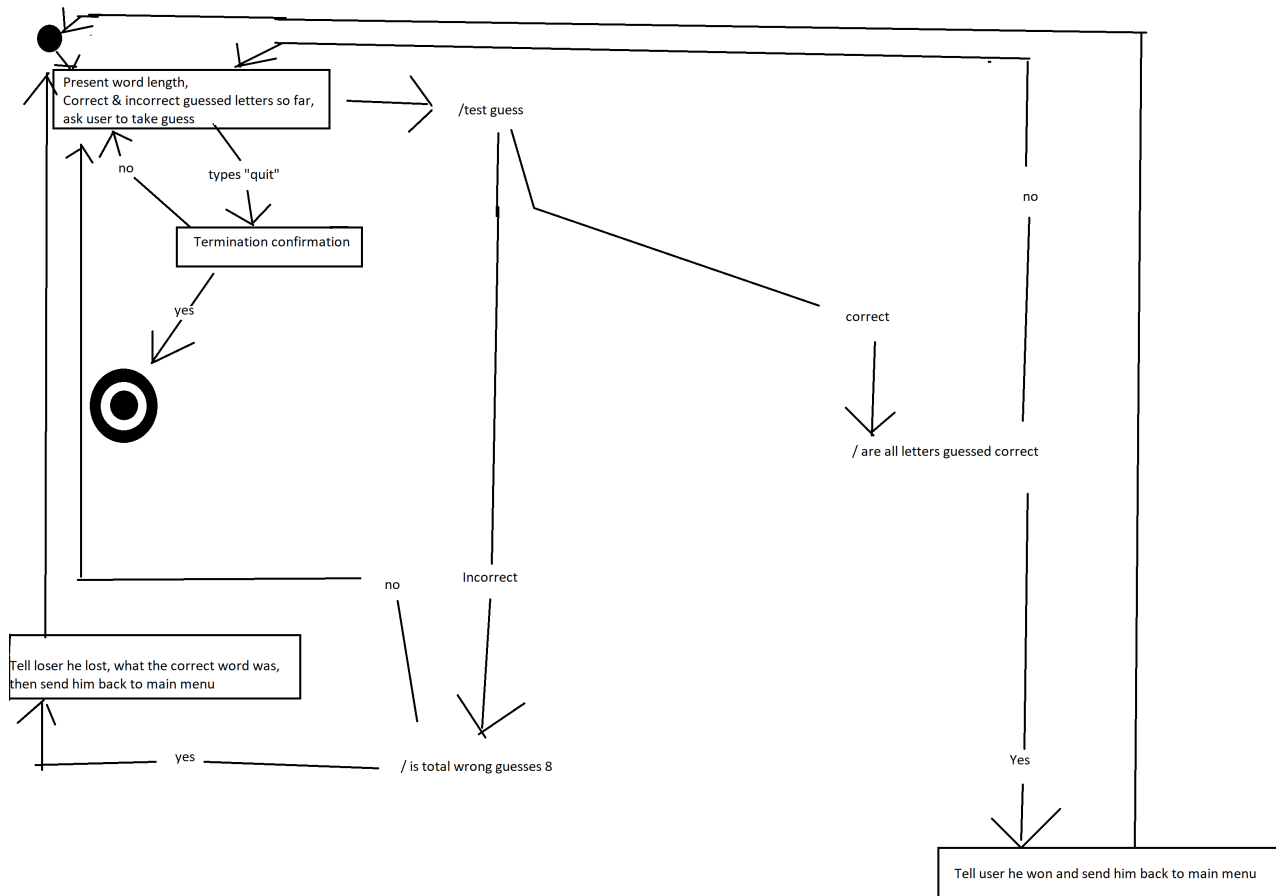 Present word length,
Correct & incorrect guessed letters so far,
ask user to take guess
/test guess
no
types "quit"
no
Termination confirmation
yes
correct
/ are all letters guessed correct
no
Incorrect
Tell loser he lost, what the correct word was,
then send him back to main menu
yes
/ is total wrong guesses 8
Yes
Tell user he won and send him back to main menu